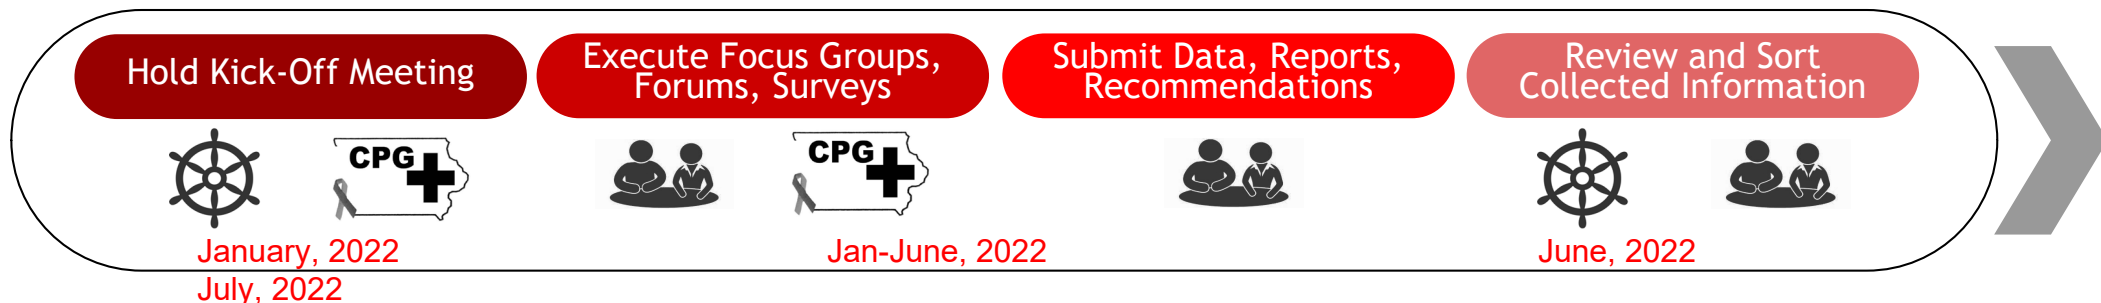 Hold Kick-Off Meeting
Execute Focus Groups,
Forums, Surveys
Submit Data, Reports,
Recommendations
Review and Sort
Collected Information
CPG
CPG
January, 2022
July, 2022
Jan-June, 2022
June, 2022